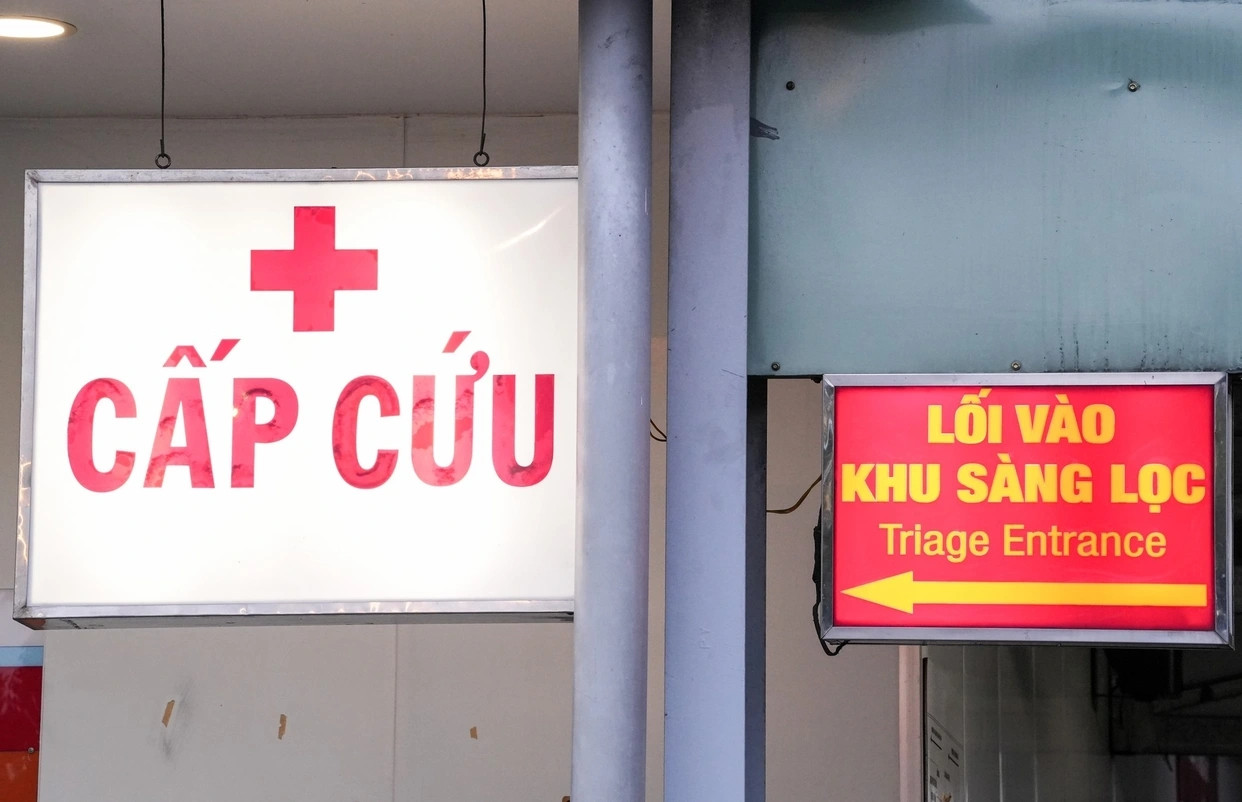 CẤP CỨU
LỐI VÀO
KHU SÀNG LỌC
Triage Entrance